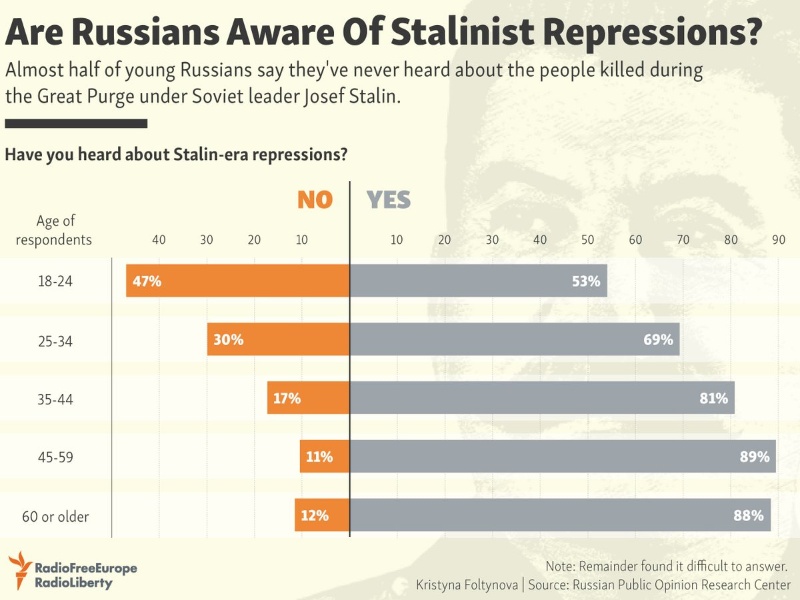 Are Russians Aware Of Stalinist Repressions?
Almost half of young Russians say they've never heard about the people killed during
the Great Purge under Soviet leader Josef Stalin.
Have you heard about Stalin-era repressions?
NO YES
Age of
respondents
40 30 20 10 10 20 30 40 50 60 70 80 90
18-24 47% 53%
25-34 30% 69%
35-44 17% 81%
45-59 11% 89%
60 or older 12% 88%
RadioFreeEurope
RadioLiberty
Note: Remainder found it difficult to answer.
Kristyna Foltynova | Source: Russian Public Opinion Research Center